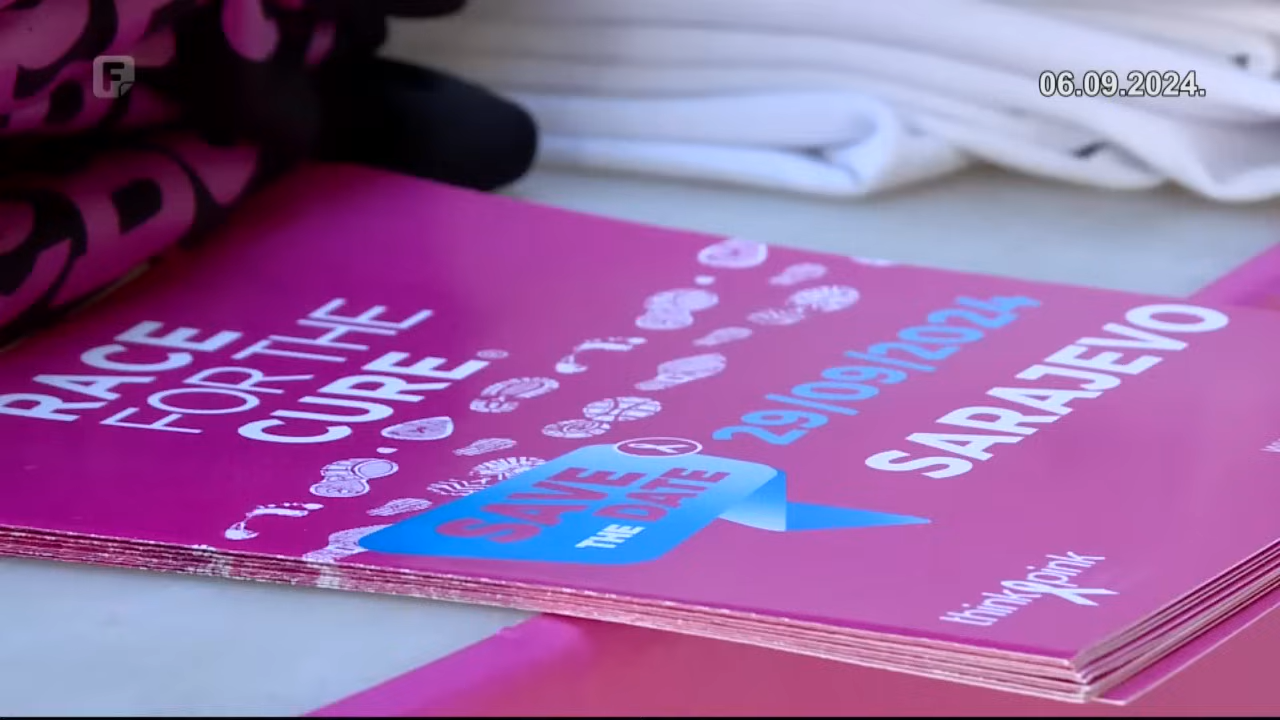 F
06.09.2024.
RACE
FOR THE
CURE®
29/09/2024
SARAJEVO
SAVE
THE DATE
think pink